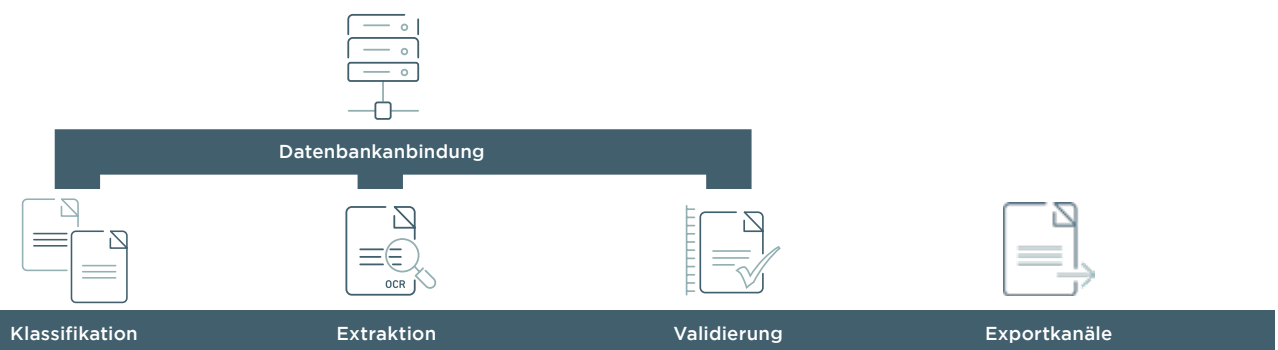 Datenbankanbindung
OCR
Klassifikation
Extraktion
Validierung
Exportkanäle